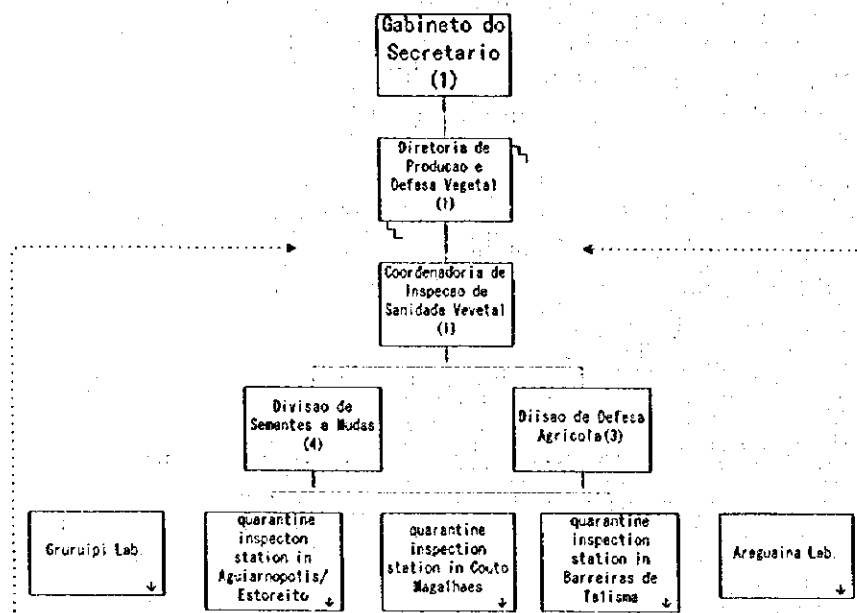 Gabineto do
Secretario
(1)
Diretoria de
Producao e
Defasa Vegetal
(1)
Coordenadoria de
Inspecao de
Sanidade Vevetal
(1)
Divisao de
Sementes a Mudas
(4)
Diisao de Defesa
Agricola(3)
Gruruipi Lab.
quarantine
inspecton
station in
Aguiarnopolis/
Estoreito
quarantine
inspection
station in Couto
Magalhaes
quarantine
inspection
station in
Barreiras de
Talisma
Areguaina Lab.